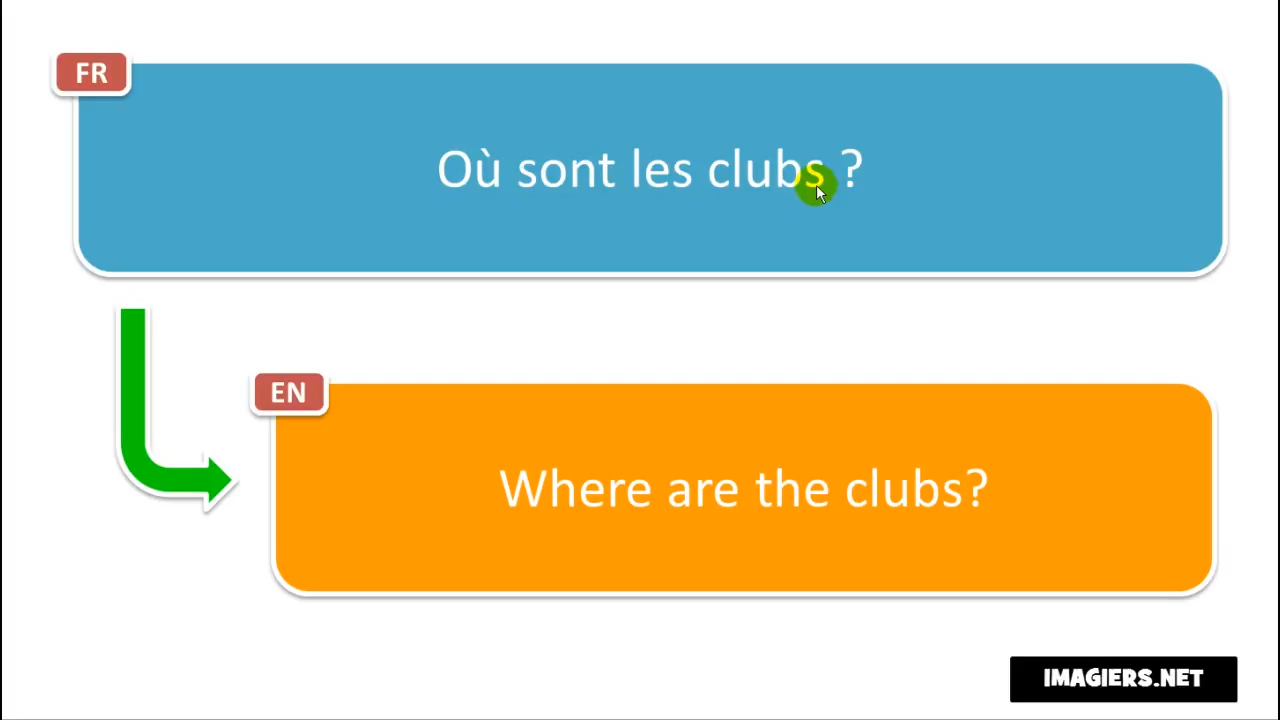 FR
Où sont les clubs ?
EN
Where are the clubs?
IMAGIERS.NET